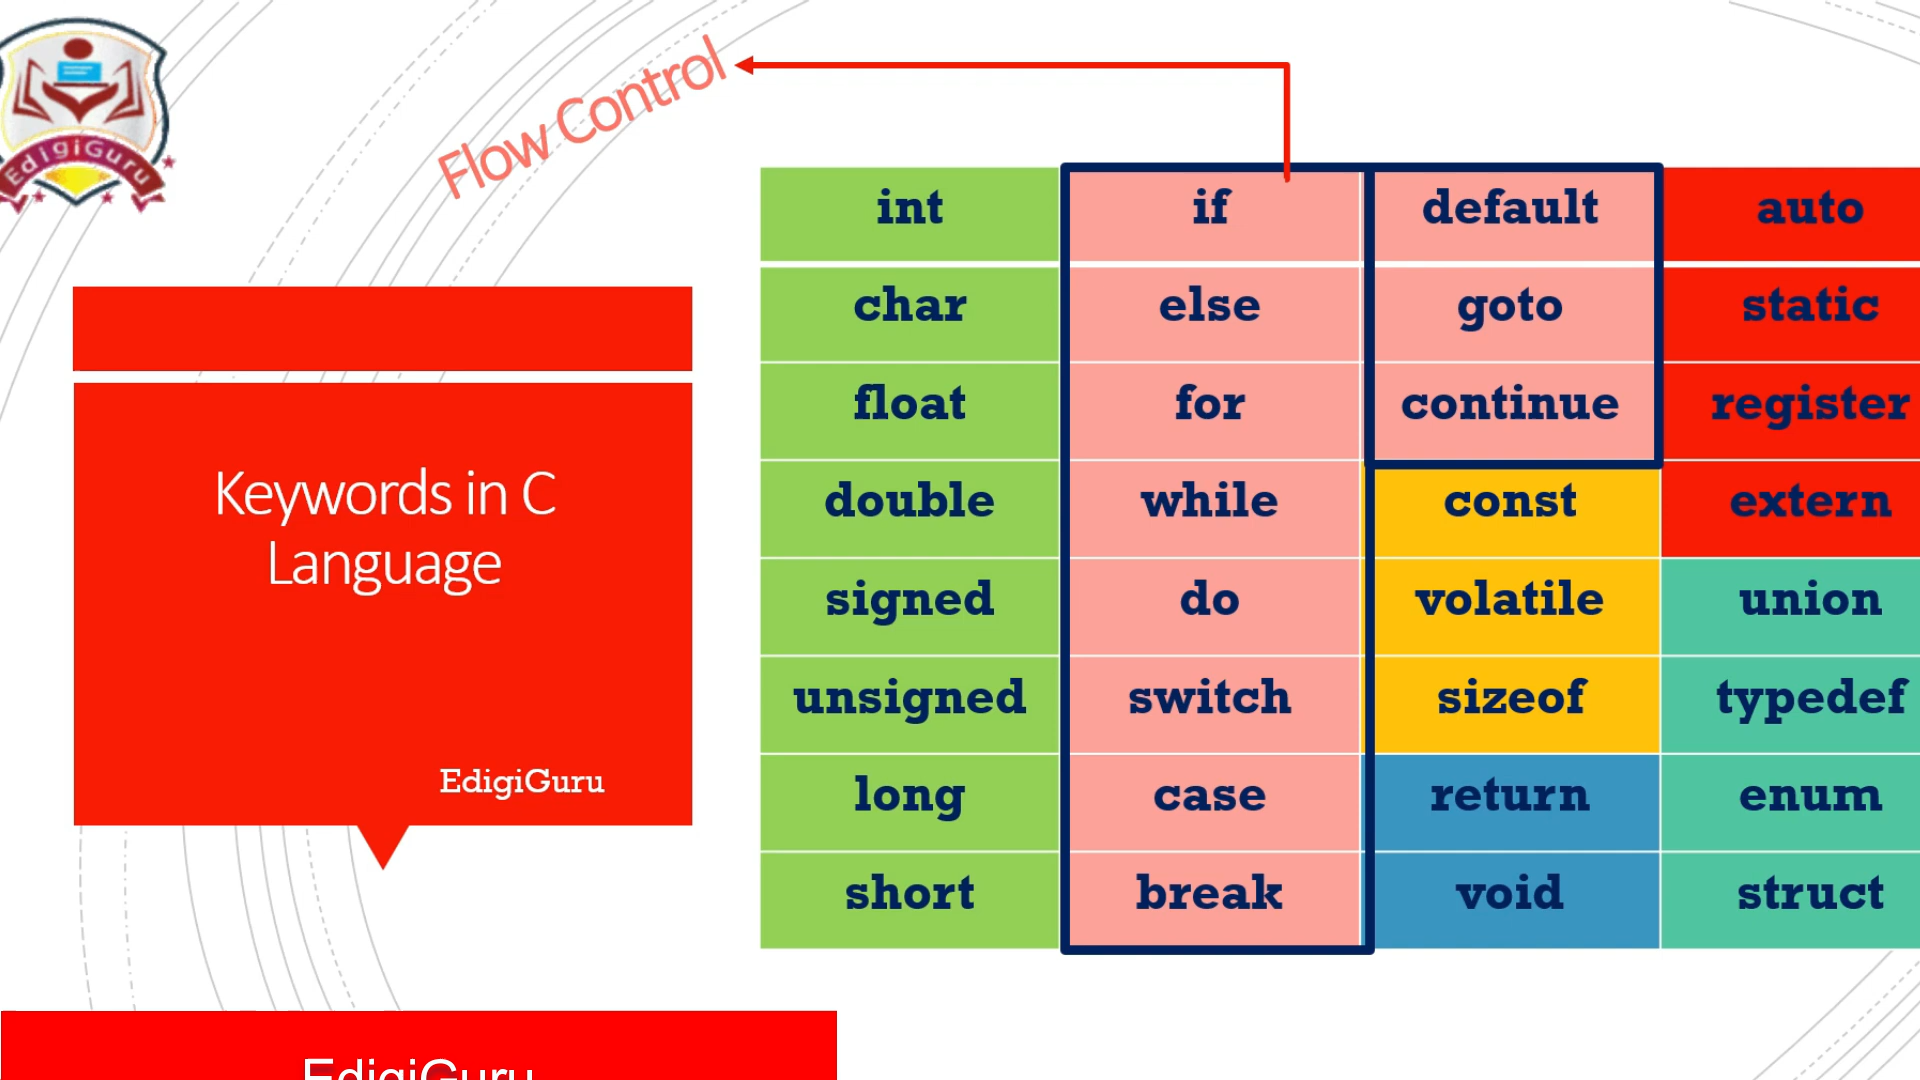 EdigiGuru
Flow Control
Keywords in C
Language
EdigiGuru
int if default auto
char else goto static
float for continue register
double while const extern
signed do volatile union
unsigned switch sizeof typedef
long case return enum
short break void struct
EdigiGuru